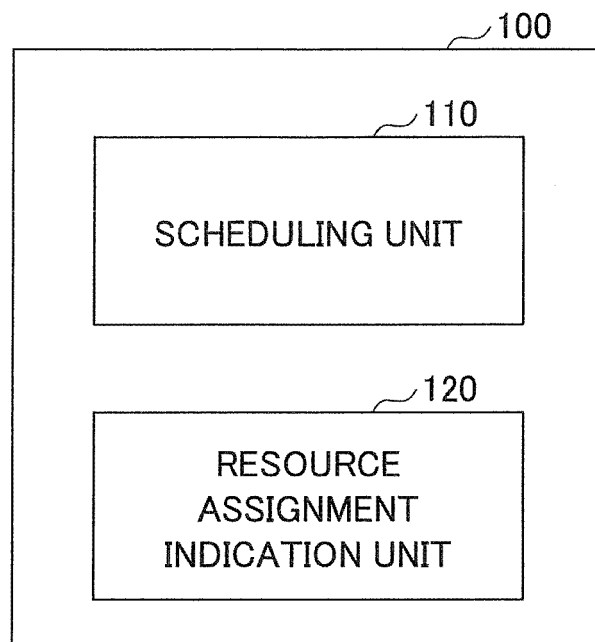 100
110
SCHEDULING UNIT
120
RESOURCE
ASSIGNMENT
INDICATION UNIT